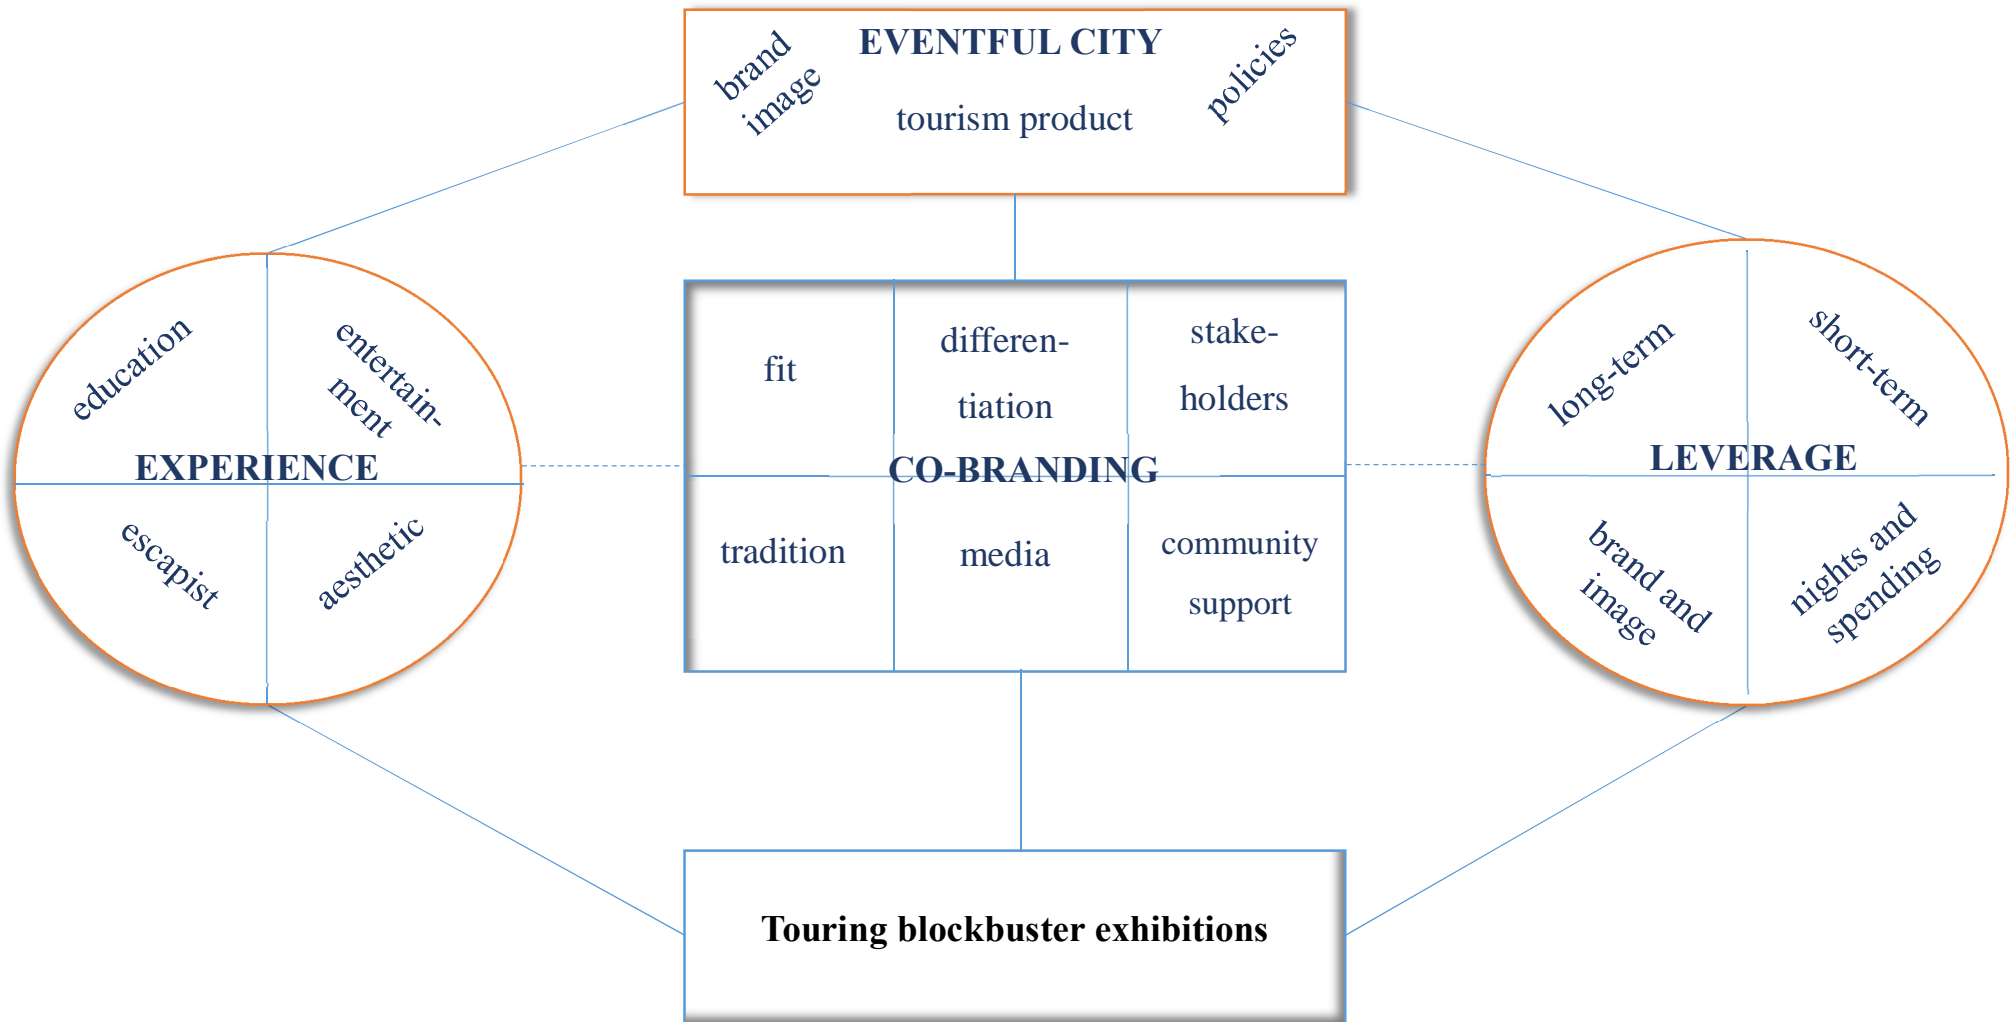 EVENTFUL CITY
brand
image
tourism product
policies
education
entertain-
ment
EXPERIENCE
escapist
aesthetic
fit
differen-
tiation
stake-
holders
CO-BRANDING
tradition
media
community
support
long-term
short-term
LEVERAGE
brand and
image
nights and
spending
Touring blockbuster exhibitions